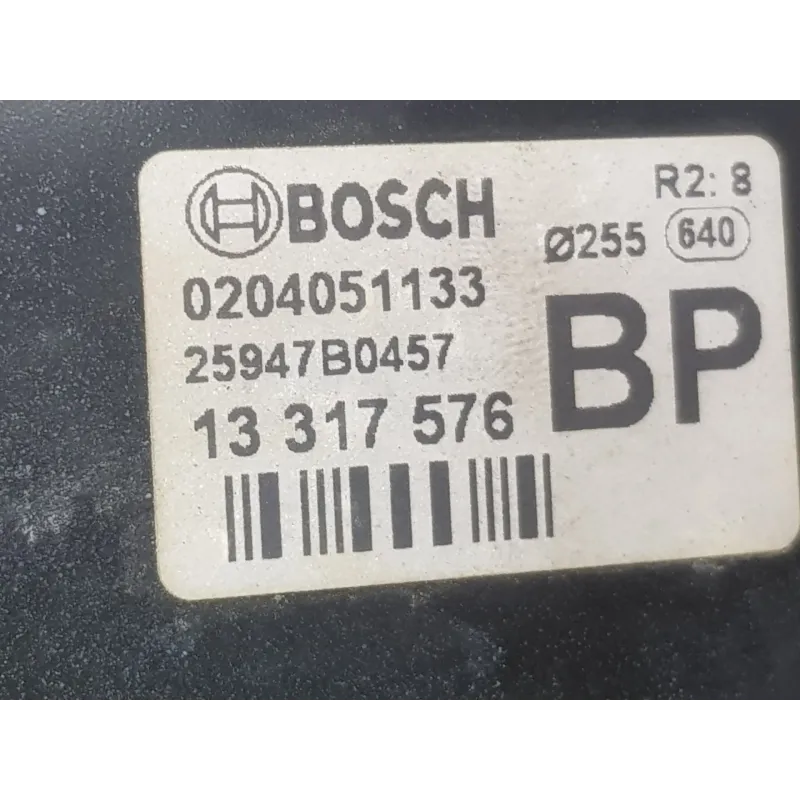 BOSCH
R2: 8
Ø255 640
0204051133
25947B0457
13 317 576
BP